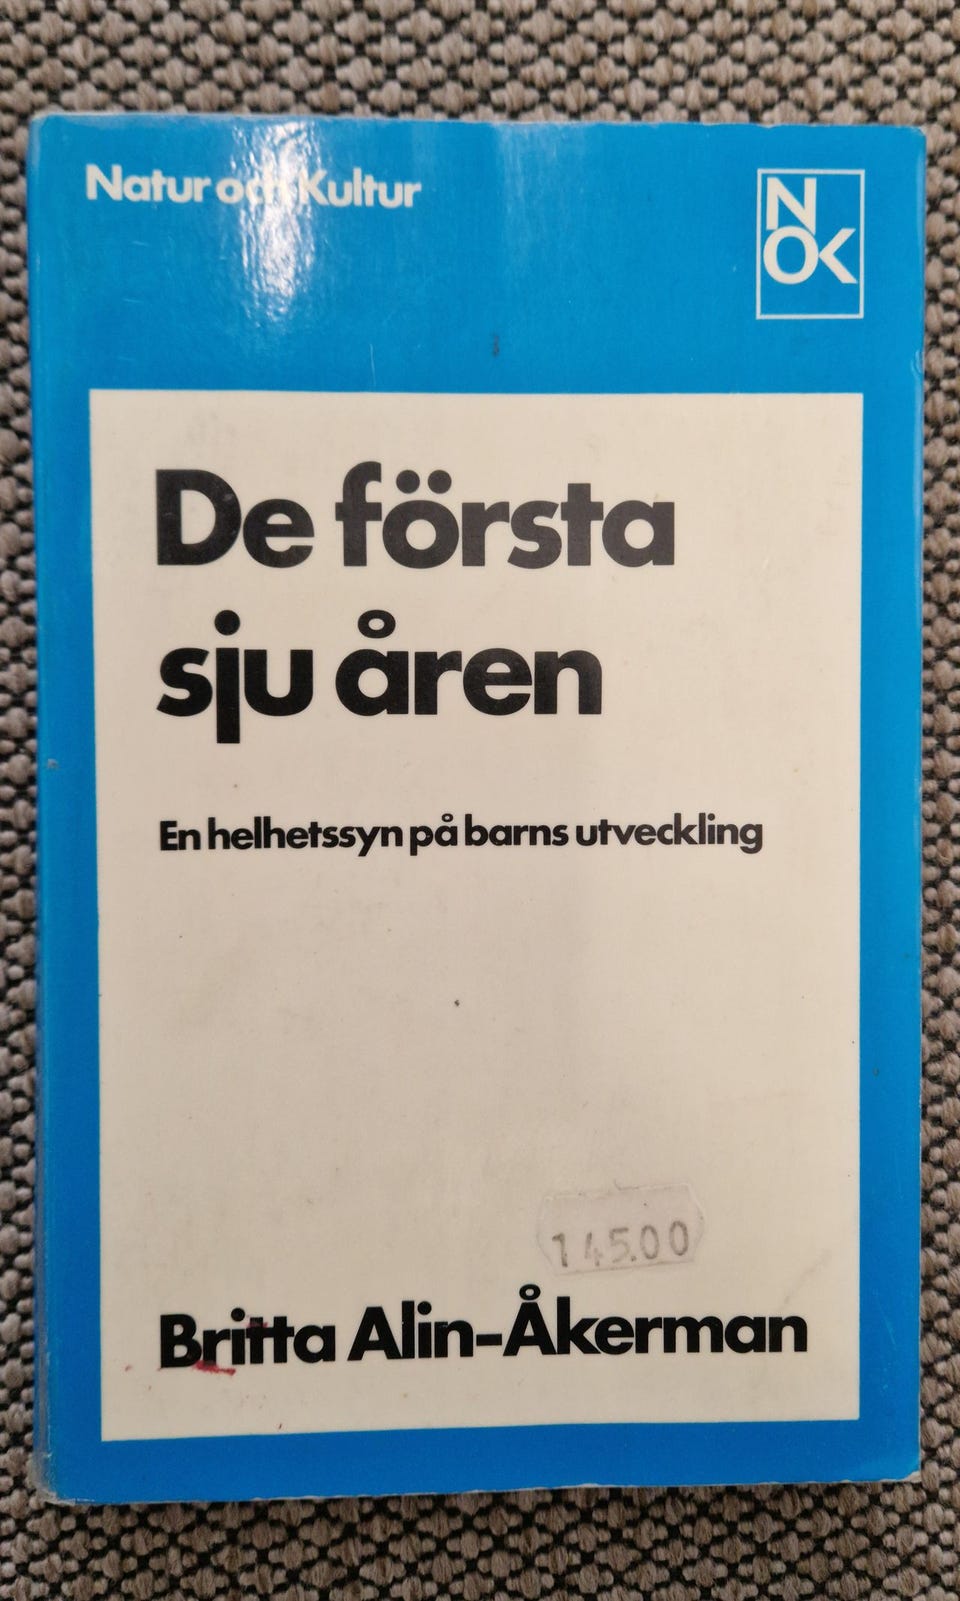 Natur och Kultur
N
OK
De första
sju åren
En helhetssyn på barns utveckling
145.00
Britta Alin-Åkerman